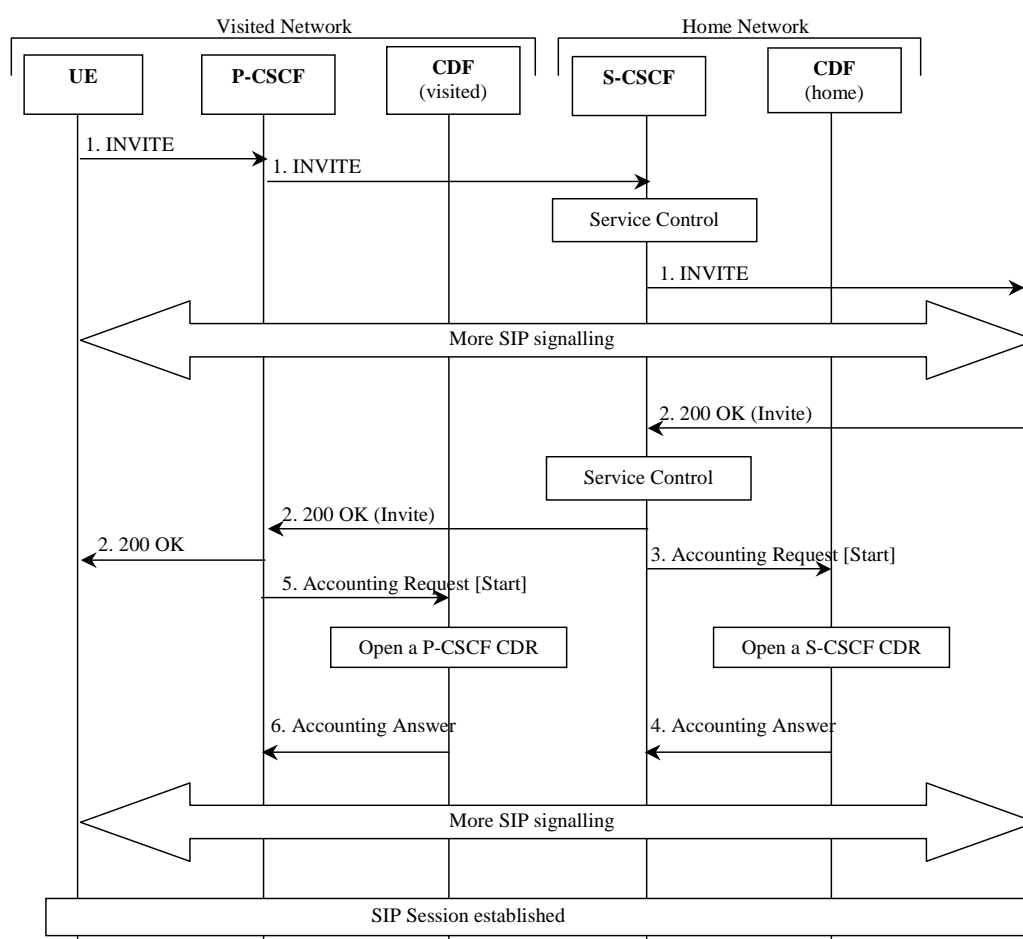 Visited Network
Home Network
UE
P-CSCF
CDF
(visited)
S-CSCF
CDF
(home)
1. INVITE
1. INVITE
Service Control
1. INVITE
More SIP signalling
2. 200 OK (Invite)
Service Control
2. 200 OK (Invite)
2. 200 OK
3. Accounting Request [Start]
5. Accounting Request [Start]
Open a P-CSCF CDR
Open a S-CSCF CDR
6. Accounting Answer
4. Accounting Answer
More SIP signalling
SIP Session established